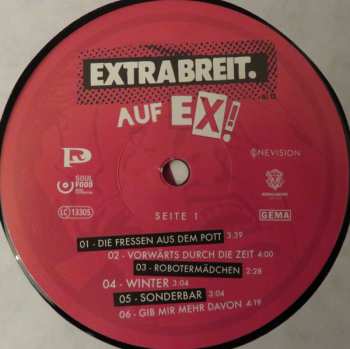 EXTRABREIT.
AUF EX!
SOUL
FOOD
ONEVISION
LC 13305
SEITE 1
GEMA
01 - DIE FRESSEN AUS DEM POTT 3:39
02 - VORWÄRTS DURCH DIE ZEIT 4:00
03 - ROBOTERMÄDCHEN - 2:28
04 - WINTER 3:04
05 - SONDERBAR 3:04
06 - GIB MIR MEHR DAVON 4:19